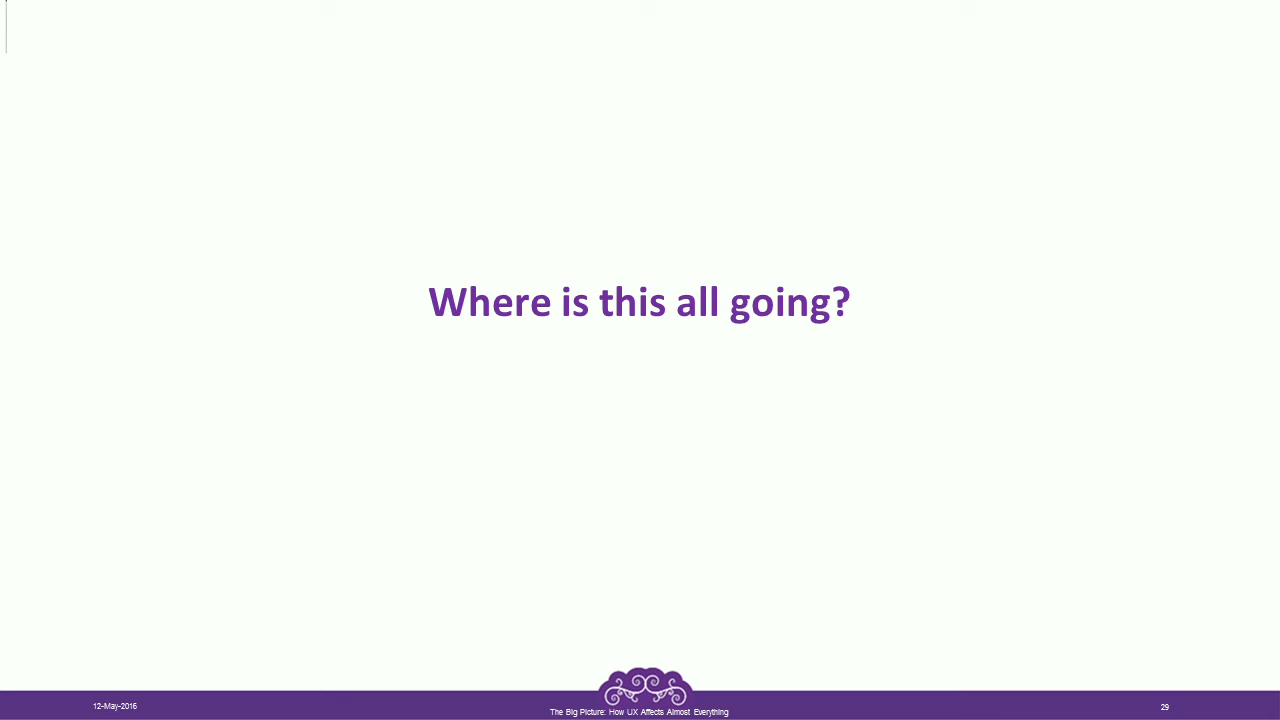 Where is this all going?
12-May-2016
The Big Picture: How UX Affects Almost Everything
29